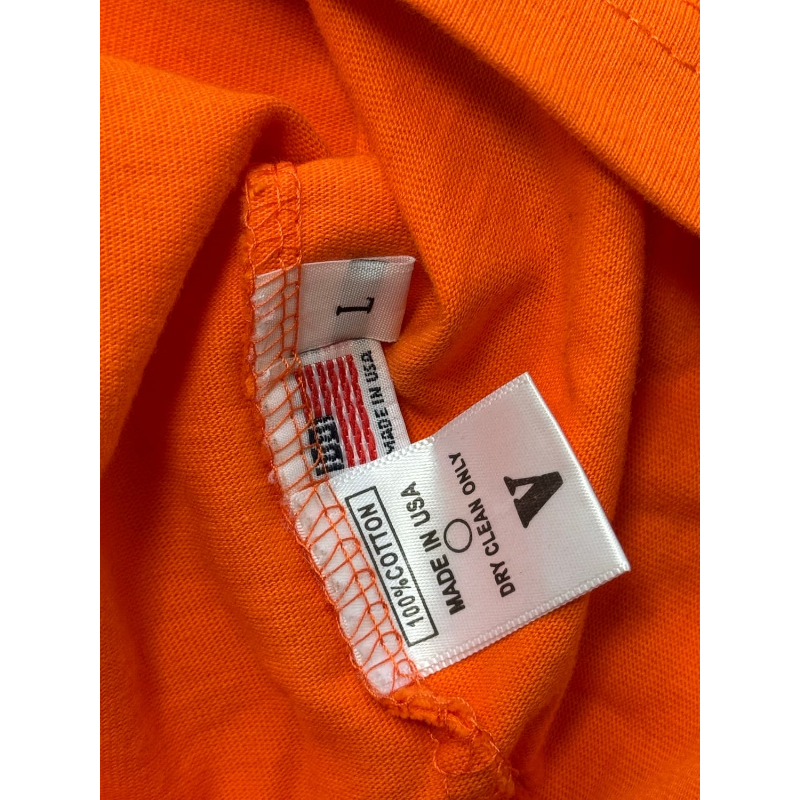 L
MADE IN USA
100%COTTON
MADE IN USA
DRY CLEAN ONLY
V